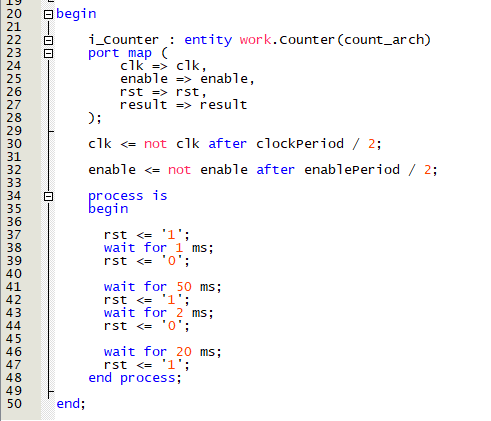 19
20 begin
21
22 i_Counter : entity work.Counter(count_arch)
23 port map (
24 clk => clk,
25 enable => enable,
26 rst => rst,
27 result => result
28 );
29
30 clk <= not clk after clockPeriod / 2;
31
32 enable <= not enable after enablePeriod / 2;
33
34 process is
35 begin
36
37 rst <= '1';
38 wait for 1 ms;
39 rst <= '0';
40
41 wait for 50 ms;
42 rst <= '1';
43 wait for 2 ms;
44 rst <= '0';
45
46 wait for 20 ms;
47 rst <= '1';
48 end process;
49
50 end;